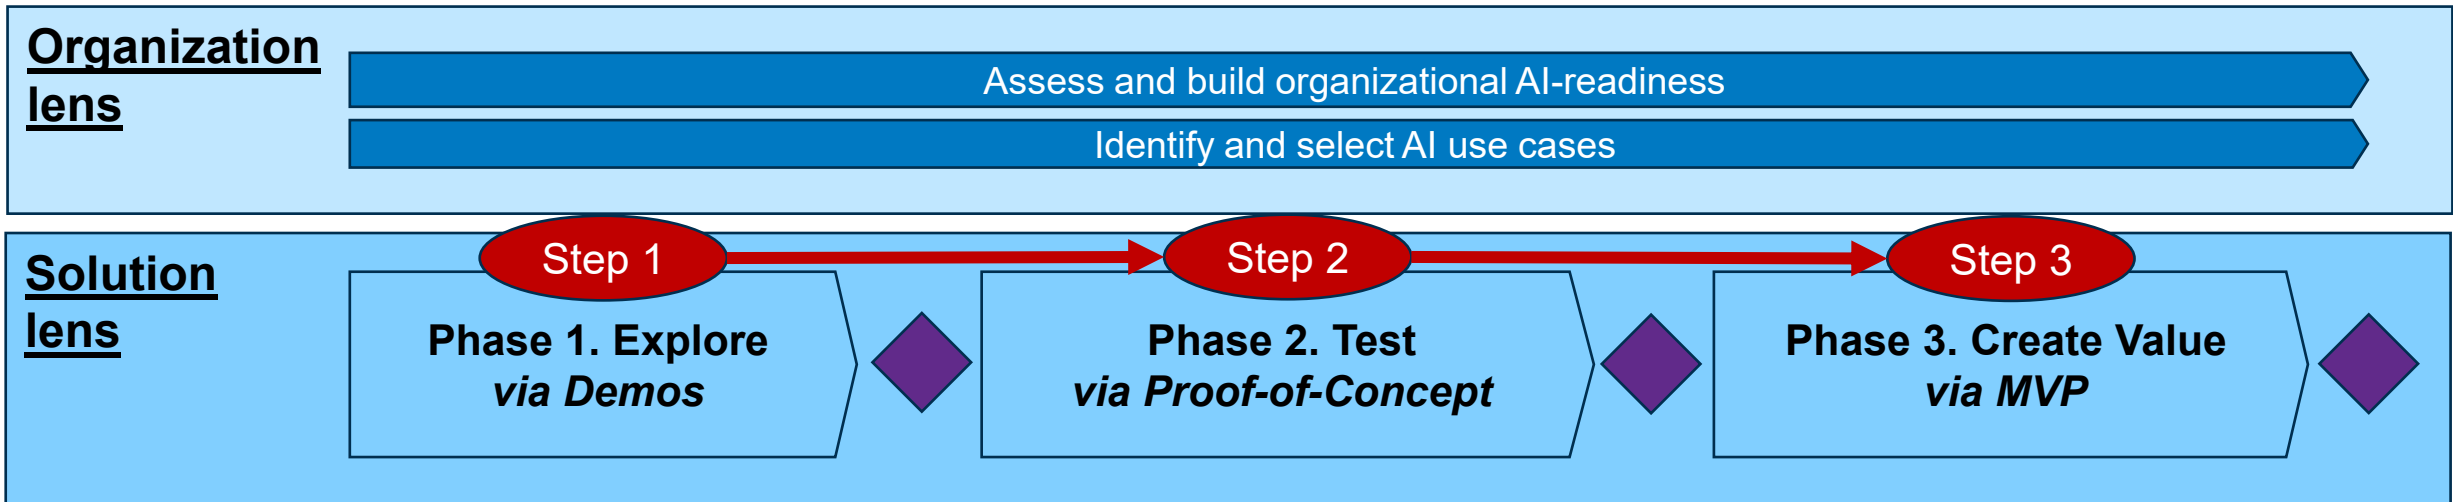 Organization
lens
Assess and build organizational AI-readiness
Identify and select AI use cases
Solution
lens
Step 1
Step 2
Step 3
Phase 1. Explore
via Demos
Phase 2. Test
via Proof-of-Concept
Phase 3. Create Value
via MVP